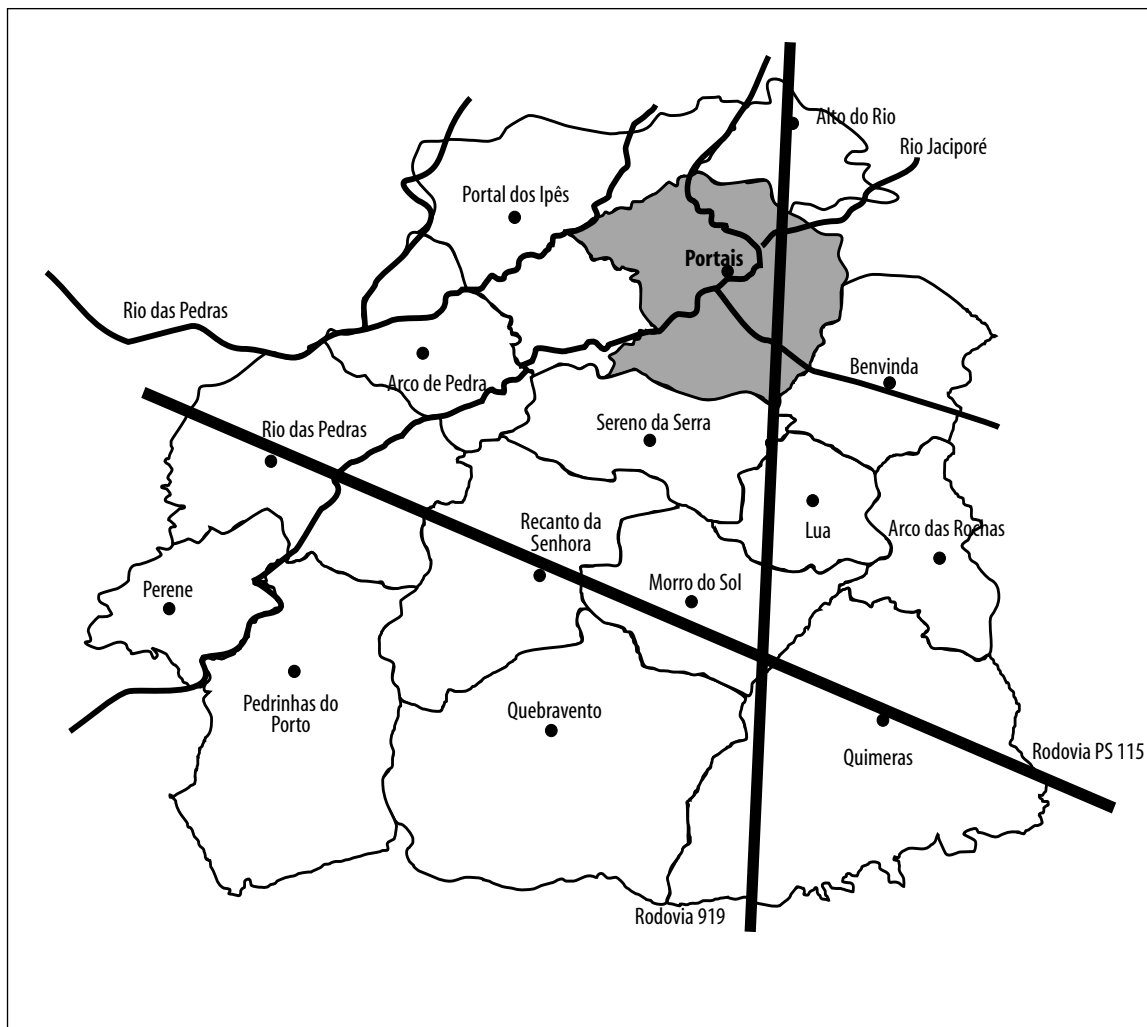 Alto do Rio
Rio Jaciporé
Portal dos Ipês
Portais
Rio das Pedras
Arco de Pedra
Benvinda
Rio das Pedras
Sereno da Serra
Recanto da
Senhora
Lua
Arco das Rochas
Perene
Morro do Sol
Pedrinhas do
Porto
Quebravento
Quimeras
Rodovia PS 115
Rodovia 919